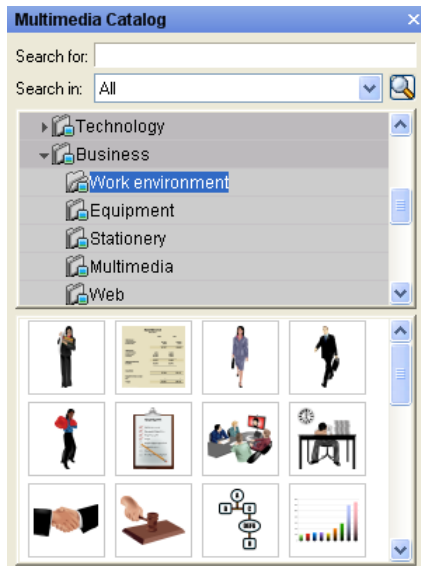 Multimedia Catalog
Search for:
Search in: All
Technology
Business
Work environment
Equipment
Stationery
Multimedia
Web